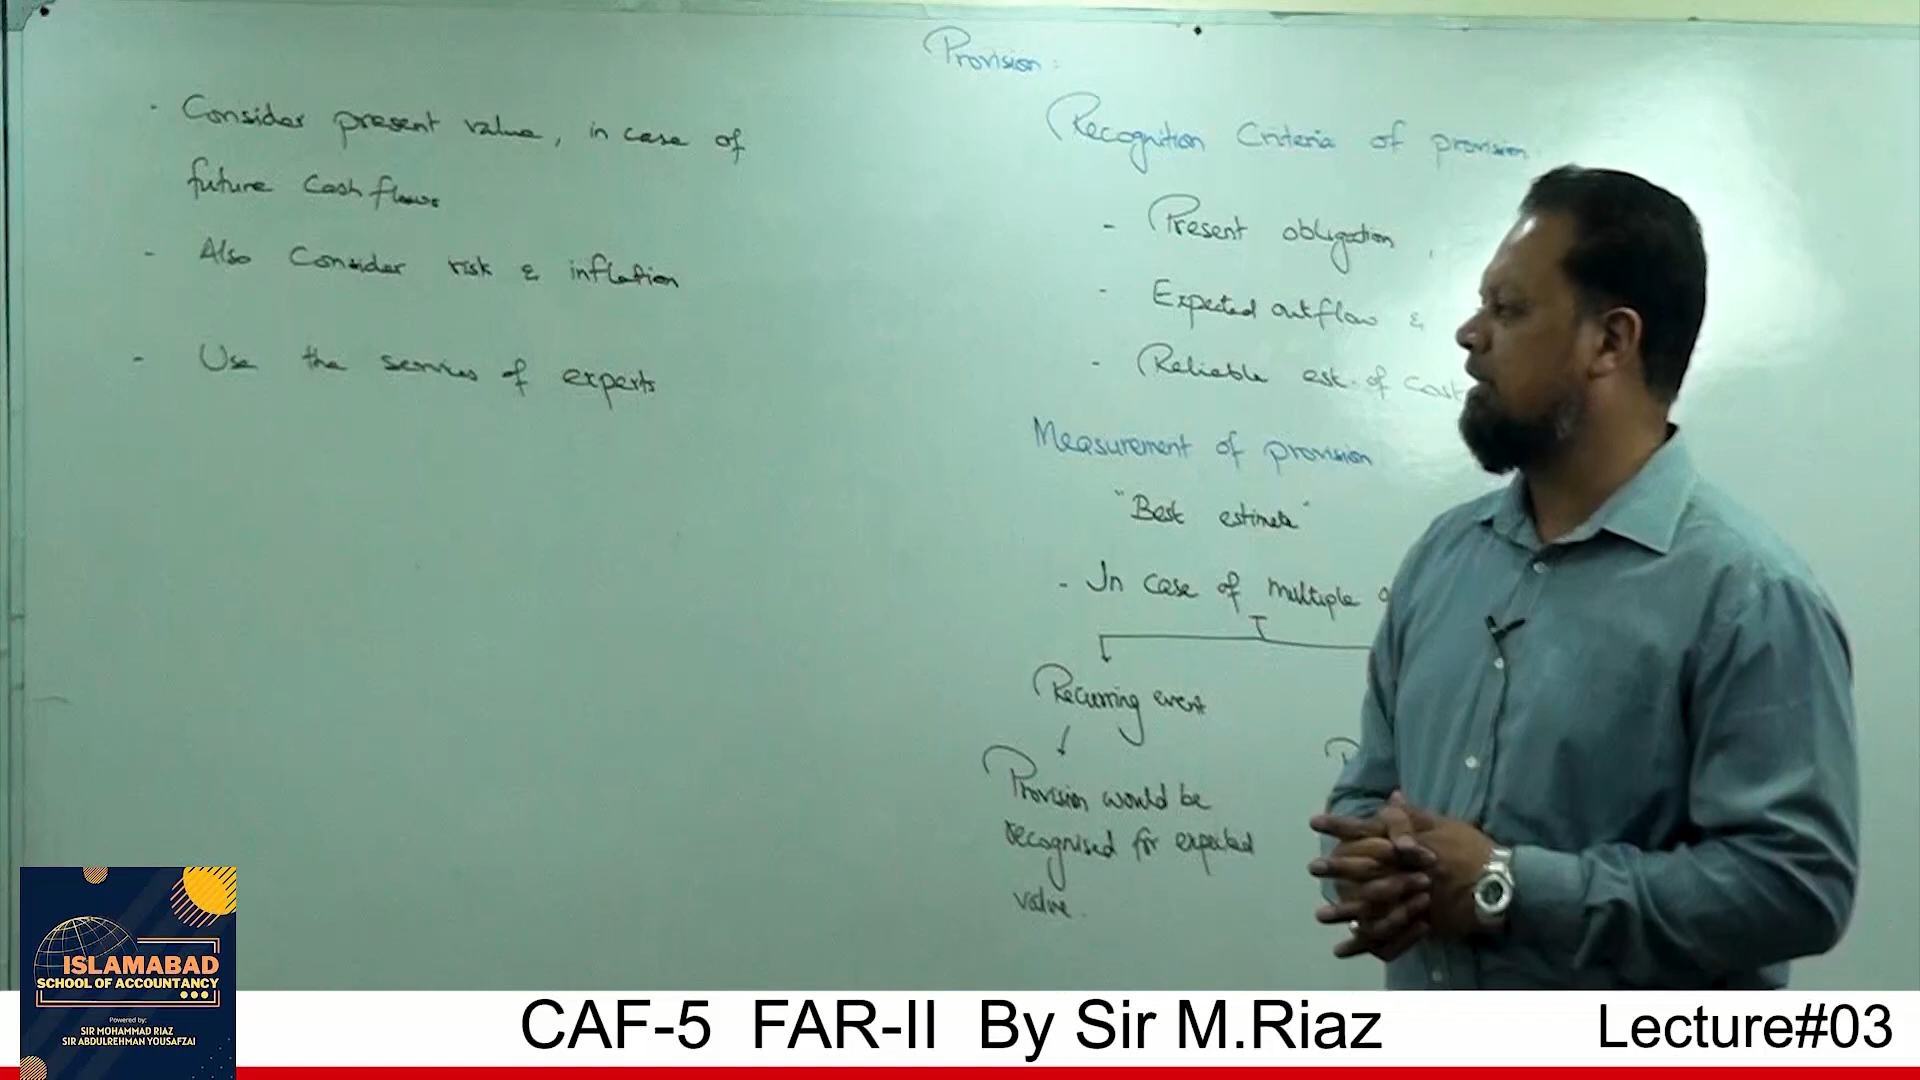 Provision:
- Consider present value, in case of
future cash flows
- Also Consider risk & inflation
- Use the services of experts
Recognition Criteria of provision
- Present obligation,
- Expected outflow &
- Reliable est. of Cost
Measurement of provision
"Best estimate"
- In case of multiple
Recurring event
Provision would be
recognised for expected
value.
ISLAMABAD
SCHOOL OF ACCOUNTANCY
Powered by:
SIR MOHAMMAD RIAZ
SIR ABDULREHMAN YOUSAFZAI
CAF-5 FAR-II By Sir M.Riaz
Lecture#03